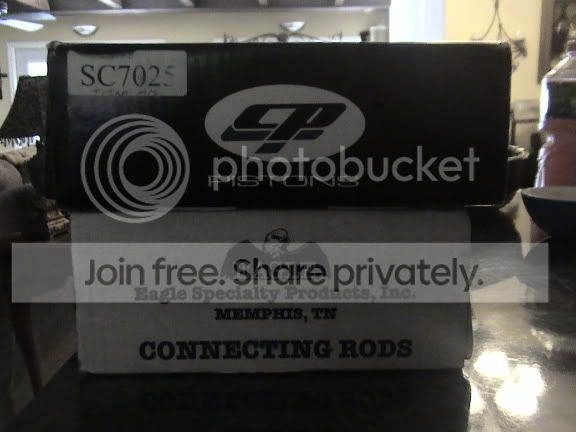 SC7025
CP
PISTONS
photobucket
Join free. Share privately.
Eagle Specialty Products, Inc.
MEMPHIS, TN
CONNECTING RODS